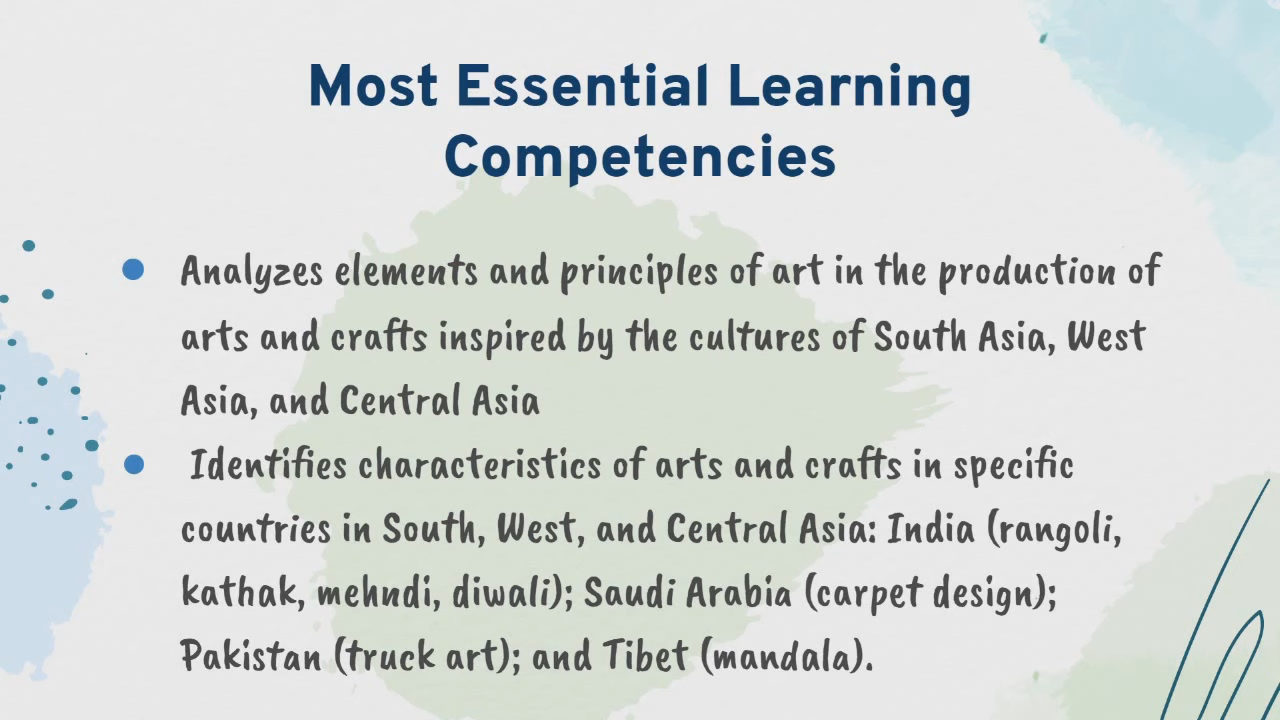 Most Essential Learning
Competencies
Analyzes elements and principles of art in the production of
arts and crafts inspired by the cultures of South Asia, West
Asia, and Central Asia
Identifies characteristics of arts and crafts in specific
countries in South, West, and Central Asia: India (rangoli,
kathak, mehndi, diwali); Saudi Arabia (carpet design);
Pakistan (truck art); and Tibet (mandala).